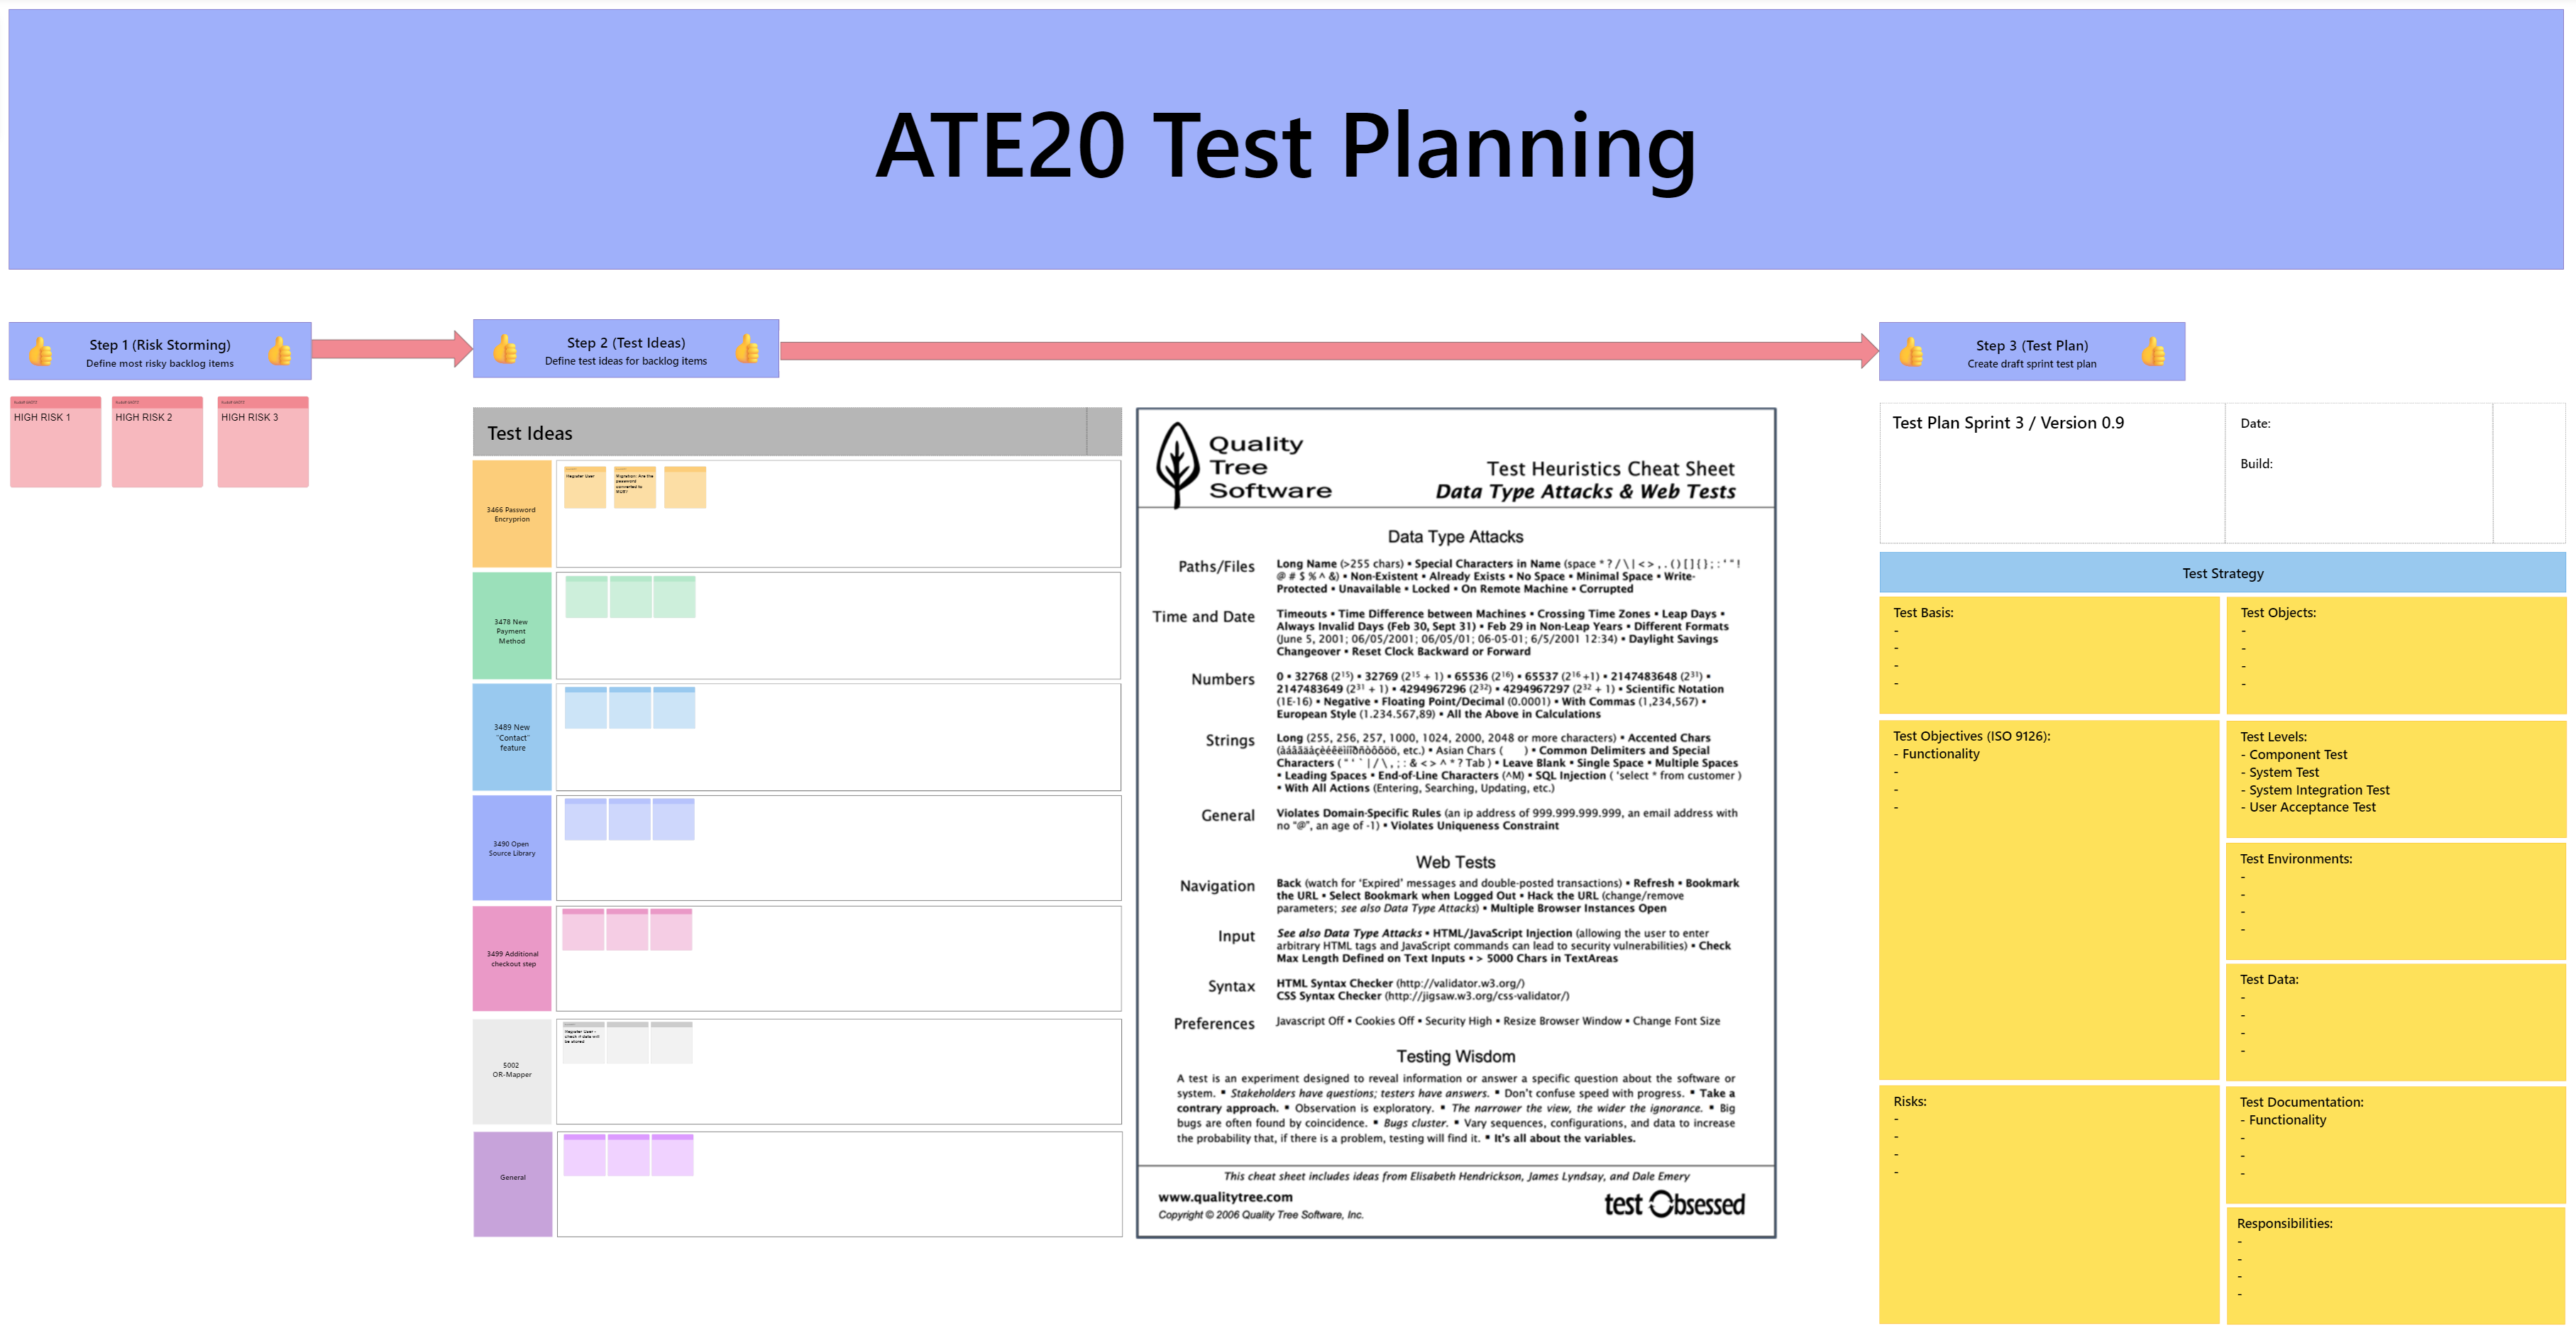 ATE20 Test Planning
Step 1 (Risk Storming)
Define most risky backlog items
Step 2 (Test Ideas)
Define test ideas for backlog items
Step 3 (Test Plan)
Create draft sprint test plan
HIGH RISK 1
HIGH RISK 2
HIGH RISK 3
Test Ideas
3466 Password
Encryprion
Register User
Migration: Are the
password
converted to
3478 New
Payment
Method
3489 New
"Contact"
feature
3490 Open
Source Library
3499 Additional
checkout step
5002
OR-Mapper
Register User -
check if data will
be stored
General
Quality
Tree
Software
Test Heuristics Cheat Sheet
Data Type Attacks & Web Tests
Data Type Attacks
Paths/Files
Long Name (>255 chars) ▪ Special Characters in Name (space * ? / \ | < > , . ( ) [ ] { } ; : ' " !
@ # $ % ^ &) ▪ Non-Existent ▪ Already Exists ▪ No Space ▪ Minimal Space ▪ Write-
Protected ▪ Unavailable ▪ Locked ▪ On Remote Machine ▪ Corrupted
Time and Date
Timeouts ▪ Time Difference between Machines ▪ Crossing Time Zones ▪ Leap Days ▪
Always Invalid Days (Feb 30, Sept 31) ▪ Feb 29 in Non-Leap Years ▪ Different Formats
(June 5, 2001; 06/05/2001; 06/05/01; 06-05-01; 6/5/2001 12:34) ▪ Daylight Savings
Changeover ▪ Reset Clock Backward or Forward
Numbers
0 ▪ 32768 (2¹⁵) ▪ 32769 (2¹⁵ + 1) ▪ 65536 (2¹⁶) ▪ 65537 (2¹⁶ +1) ▪ 2147483648 (2³¹) ▪
2147483649 (2³¹ + 1) ▪ 4294967296 (2³²) ▪ 4294967297 (2³² + 1) ▪ Scientific Notation
(1E-16) ▪ Negative ▪ Floating Point/Decimal (0.0001) ▪ With Commas (1,234,567) ▪
European Style (1.234.567,89) ▪ All the Above in Calculations
Strings
Long (255, 256, 257, 1000, 1024, 2000, 2048 or more characters) ▪ Accented Chars
(àáâãäåçèéêëìíîðñòôõöö, etc.) ▪ Asian Chars ( ) ▪ Common Delimiters and Special
Characters ( " ' ` | / \ , ; : & < > ^ * ? Tab ) ▪ Leave Blank ▪ Single Space ▪ Multiple Spaces
▪ Leading Spaces ▪ End-of-Line Characters (^M) ▪ SQL Injection ( 'select * from customer )
▪ With All Actions (Entering, Searching, Updating, etc.)
General
Violates Domain-Specific Rules (an ip address of 999.999.999.999, an email address with
no "@", an age of -1) ▪ Violates Uniqueness Constraint
Web Tests
Navigation
Back (watch for 'Expired' messages and double-posted transactions) ▪ Refresh ▪ Bookmark
the URL ▪ Select Bookmark when Logged Out ▪ Hack the URL (change/remove
parameters; see also Data Type Attacks) ▪ Multiple Browser Instances Open
Input
See also Data Type Attacks ▪ HTML/JavaScript Injection (allowing the user to enter
arbitrary HTML tags and JavaScript commands can lead to security vulnerabilities) ▪ Check
Max Length Defined on Text Inputs ▪ > 5000 Chars in TextAreas
Syntax
HTML Syntax Checker (http://validator.w3.org/)
CSS Syntax Checker (http://jigsaw.w3.org/css-validator/)
Preferences
Javascript Off ▪ Cookies Off ▪ Security High ▪ Resize Browser Window ▪ Change Font Size
Testing Wisdom
A test is an experiment designed to reveal information or answer a specific question about the software or
system. ▪ Stakeholders have questions; testers have answers. ▪ Don't confuse speed with progress. ▪ Take a
contrary approach. ▪ Observation is exploratory. ▪ The narrower the view, the wider the ignorance. ▪ Big
bugs are often found by coincidence. ▪ Bugs cluster. ▪ Vary sequences, configurations, and data to increase
the probability that, if there is a problem, testing will find it. ▪ It's all about the variables.
This cheat sheet includes ideas from Elisabeth Hendrickson, James Lyndsay, and Dale Emery
www.qualitytree.com
Copyright © 2006 Quality Tree Software, Inc.
test Obsessed
Test Plan Sprint 3 / Version 0.9
Date:
Build:
Test Strategy
Test Basis:
-
-
-
-
Test Objects:
-
-
-
-
Test Objectives (ISO 9126):
- Functionality
-
-
-
Test Levels:
- Component Test
- System Test
- System Integration Test
- User Acceptance Test
Test Environments:
-
-
-
-
Test Data:
-
-
-
-
Risks:
-
-
-
-
Test Documentation:
- Functionality
-
-
-
Responsibilities:
-
-
-
-